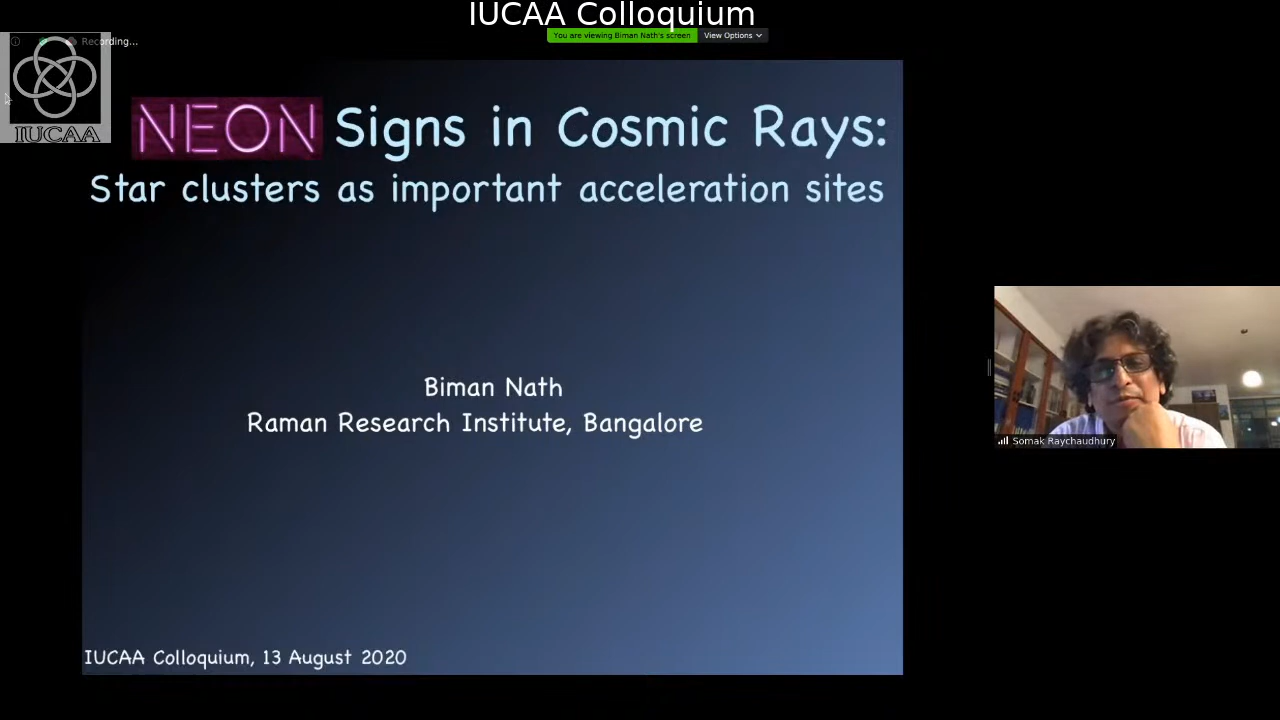 IUCAA Colloquium
You are viewing Biman Nath's screen
View Options
Recording...
IUCAA
NEON Signs in Cosmic Rays:
Star clusters as important acceleration sites
Biman Nath
Raman Research Institute, Bangalore
Somak Raychaudhury
IUCAA Colloquium, 13 August 2020